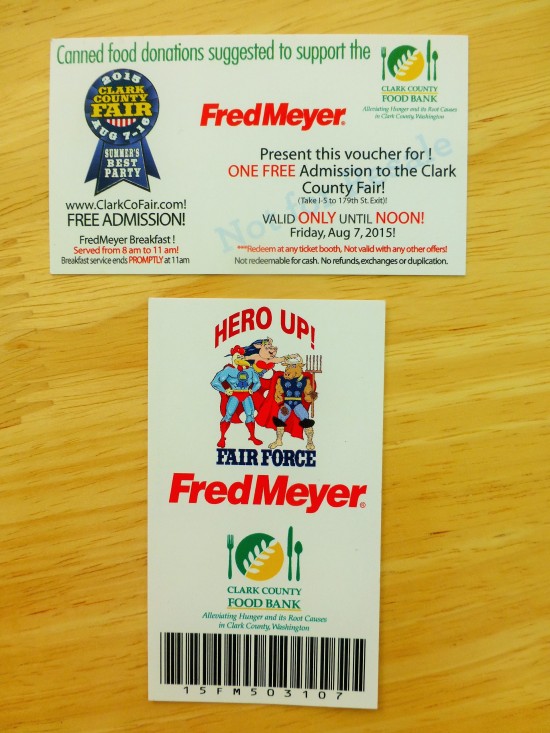 Canned food donations suggested to support the
CLARK COUNTY
FOOD BANK
Alleviating Hunger and its Root Causes
in Clark County, Washington
2015
CLARK
COUNTY
FAIR
AUG 7-16
SUMMER'S
BEST
PARTY
FredMeyer
Present this voucher for !
ONE FREE Admission to the Clark
County Fair!
(Take I-5 to 179th St. Exit)!
VALID ONLY UNTIL NOON!
Friday, Aug 7, 2015!
***Redeem at any ticket booth, Not valid with any other offers!
Not redeemable for cash. No refunds, exchanges or duplication.
www.ClarkCoFair.com!
FREE ADMISSION!
FredMeyer Breakfast !
Served from 8 am to 11 am!
Breakfast service ends PROMPTLY at 11am
HERO UP!
FAIR FORCE
FredMeyer®
CLARK COUNTY
FOOD BANK
Alleviating Hunger and its Root Causes
in Clark County, Washington
15FM503107